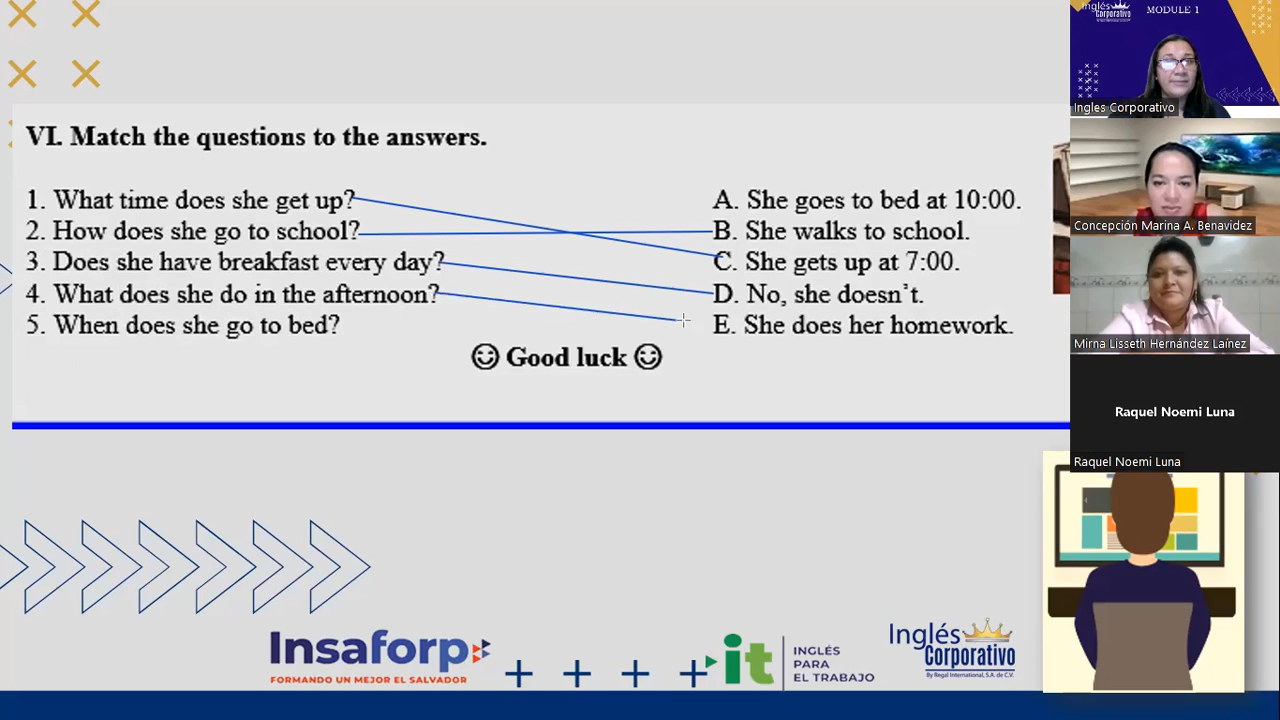 VI. Match the questions to the answers.
1. What time does she get up?
2. How does she go to school?
3. Does she have breakfast every day?
4. What does she do in the afternoon?
5. When does she go to bed?
A. She goes to bed at 10:00.
B. She walks to school.
C. She gets up at 7:00.
D. No, she doesn't.
E. She does her homework.
☺ Good luck ☺
Insaforp
FORMANDO UN MEJOR EL SALVADOR
it
INGLÉS
PARA
EL TRABAJO
Inglés
Corporativo
By Regal International, S.A. de C.V.
Inglés
Corporativo
MODULE 1
Ingles Corporativo
Concepción Marina A. Benavidez
Mirna Lisseth Hernández Laínez
Raquel Noemi Luna
Raquel Noemi Luna